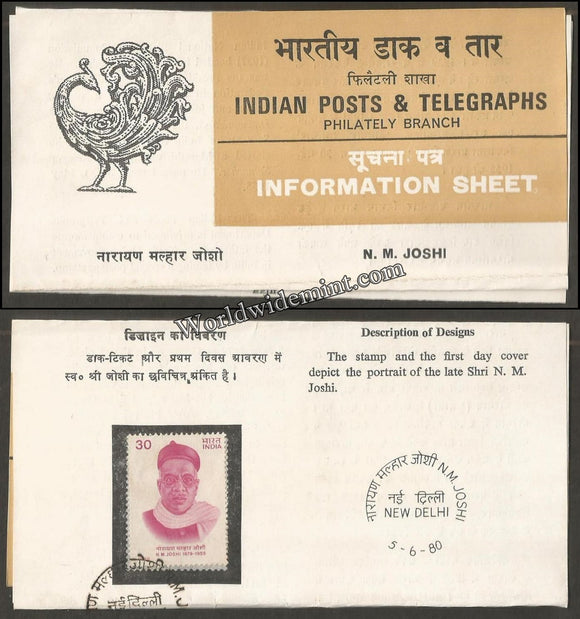 भारतीय डाक व तार
फिलैटली शाखा
INDIAN POSTS & TELEGRAPHS
PHILATELY BRANCH
सूचना पत्र
INFORMATION SHEET
नारायण मल्हार जोशी
N. M. JOSHI
Worldwidemint.com
डिजाइन का विवरण
डाक-टिकट और प्रथम दिवस आवरण में
स्व० श्री जोशी का छविचित्र अंकित है।
Description of Designs
The stamp and the first day cover
depict the portrait of the late Shri N. M.
Joshi.
30
भारत
INDIA
नारायण मल्हार जोशी
N.M.JOSHI 1879-1955
नारायण मल्हार जोशी N.M. JOSHI
नई दिल्ली
NEW DELHI
5-6-80
मल्हार जोशी
नई दिल्ली